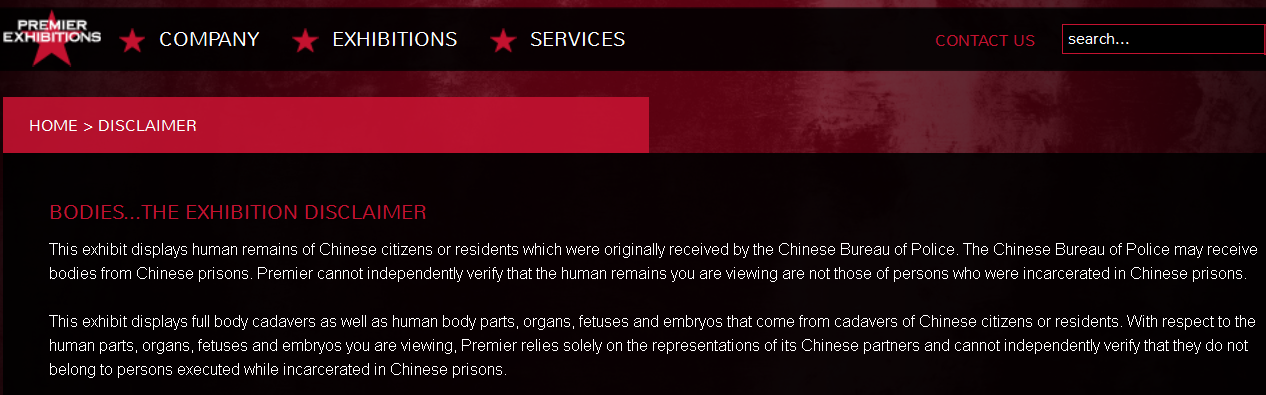 PREMIER
EXHIBITIONS
COMPANY
EXHIBITIONS
SERVICES
CONTACT US
search...
HOME > DISCLAIMER
BODIES...THE EXHIBITION DISCLAIMER
This exhibit displays human remains of Chinese citizens or residents which were originally received by the Chinese Bureau of Police. The Chinese Bureau of Police may receive
bodies from Chinese prisons. Premier cannot independently verify that the human remains you are viewing are not those of persons who were incarcerated in Chinese prisons.
This exhibit displays full body cadavers as well as human body parts, organs, fetuses and embryos that come from cadavers of Chinese citizens or residents. With respect to the
human parts, organs, fetuses and embryos you are viewing, Premier relies solely on the representations of its Chinese partners and cannot independently verify that they do not
belong to persons executed while incarcerated in Chinese prisons.